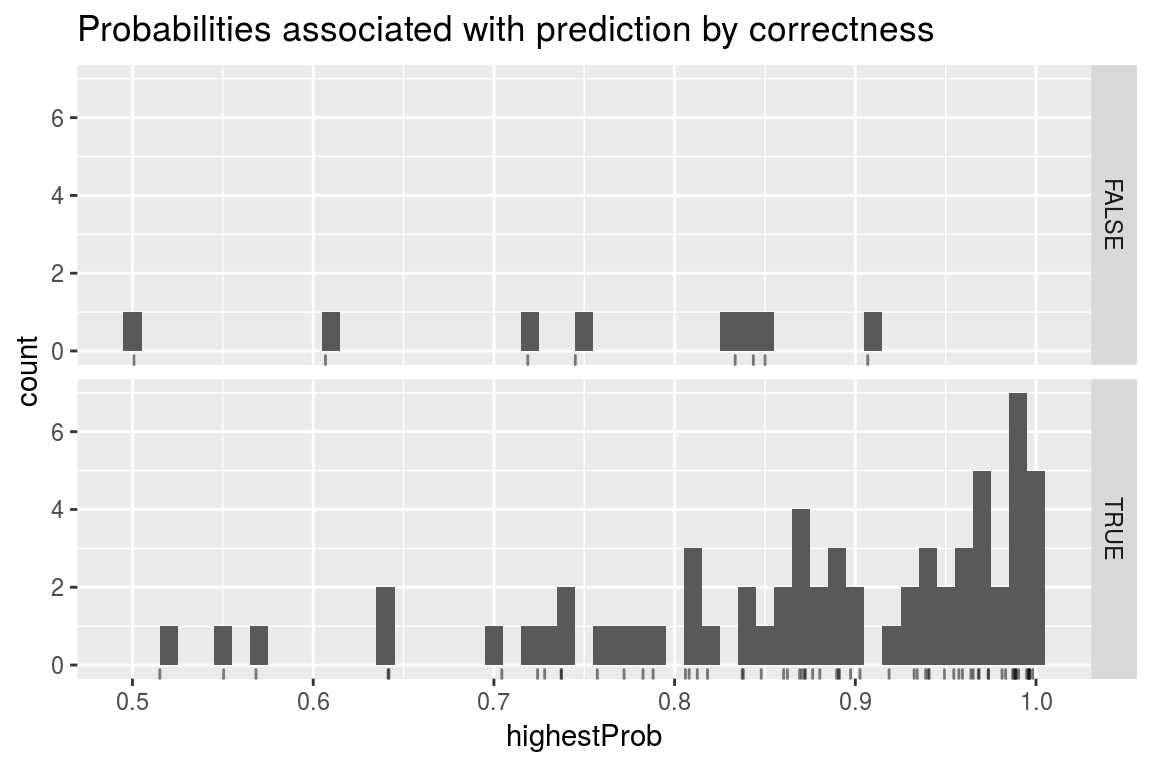 Probabilities associated with prediction by correctness
count
6
4
2
0
FALSE
6
4
2
0
TRUE
0.5 0.6 0.7 0.8 0.9 1.0
highestProb